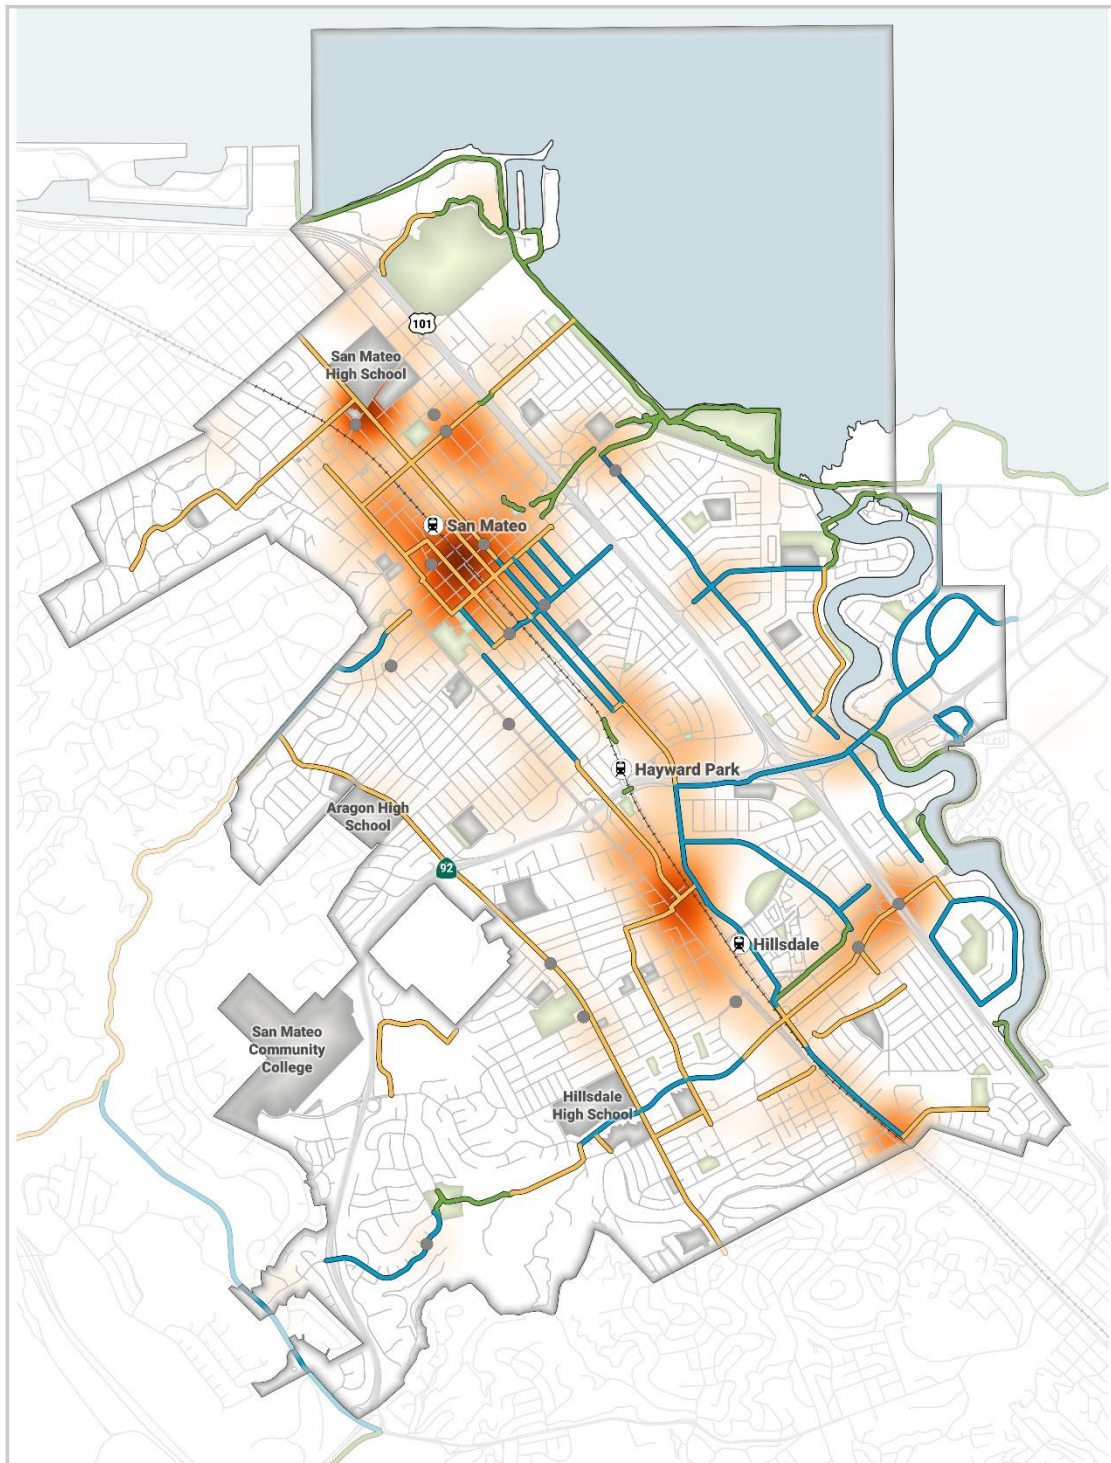 101
San Mateo
High School
San Mateo
Hayward Park
Aragon High
School
92
Hillsdale
San Mateo
Community
College
Hillsdale
High School